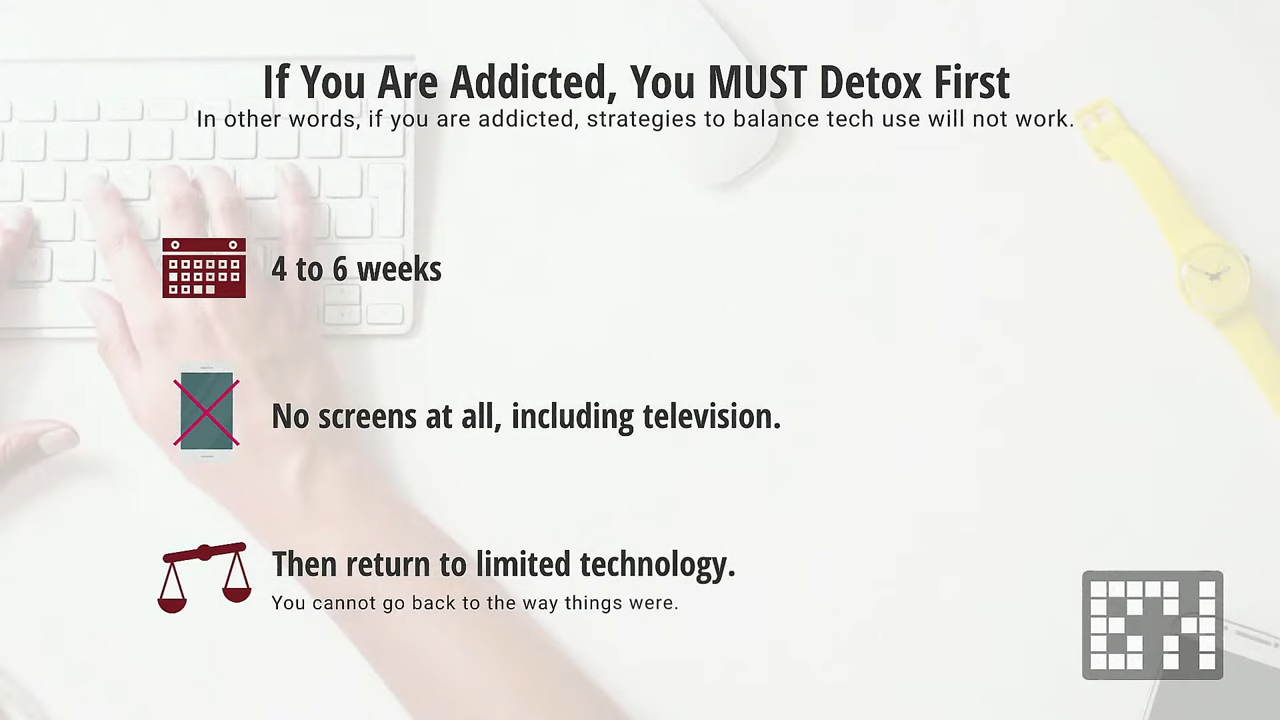 If You Are Addicted, You MUST Detox First
In other words, if you are addicted, strategies to balance tech use will not work.
4 to 6 weeks
No screens at all, including television.
Then return to limited technology.
You cannot go back to the way things were.